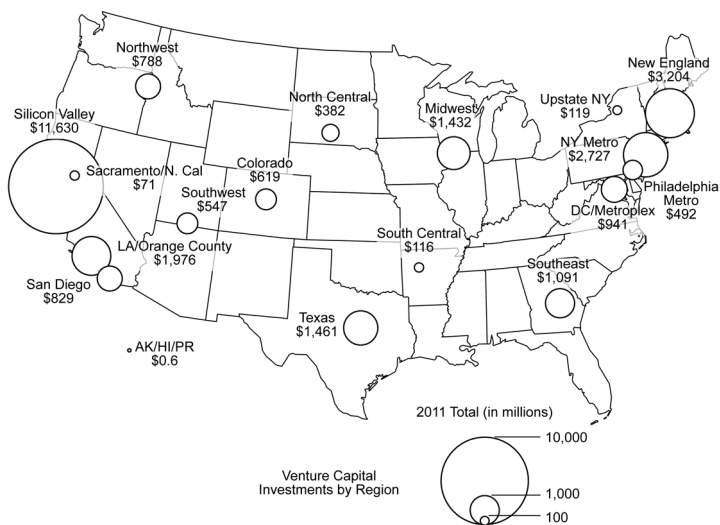 Northwest
$788
New England
$3,204
North Central
$382
Midwest
$1,432
Upstate NY
$119
Silicon Valley
$11,630
NY Metro
$2,727
Sacramento/N. Cal
$71
Colorado
$619
Southwest
$547
Philadelphia
Metro
$492
DC/Metroplex
$941
South Central
$116
LA/Orange County
$1,976
San Diego
$829
Southeast
$1,091
Texas
$1,461
AK/HI/PR
$0.6
2011 Total (in millions)
10,000
1,000
100
Venture Capital
Investments by Region